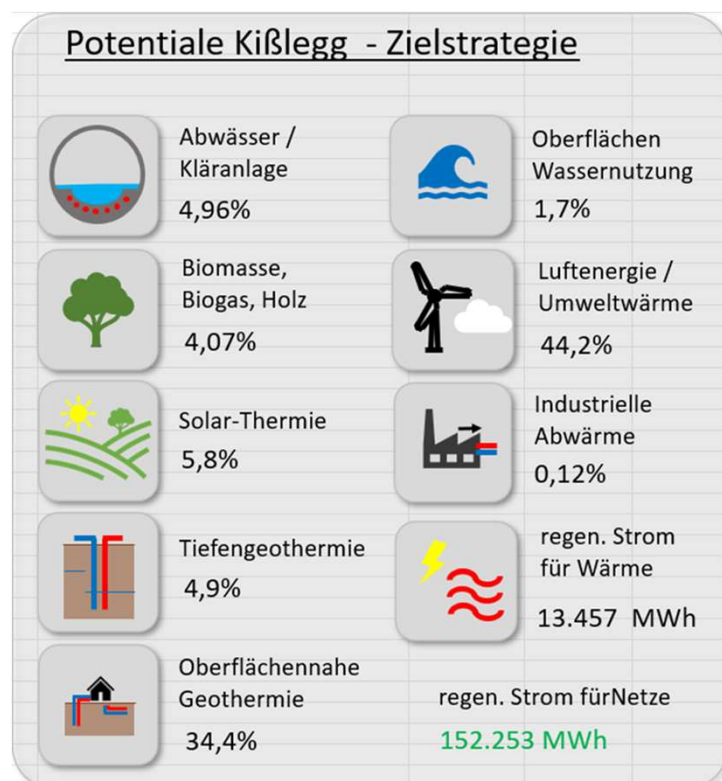 Potentiale Kißlegg - Zielstrategie
Abwässer /
Kläranlage
4,96%
Biomasse,
Biogas, Holz
4,07%
Solar-Thermie
5,8%
Tiefengeothermie
4,9%
Oberflächennahe
Geothermie
34,4%
Oberflächen
Wassernutzung
1,7%
Luftenergie /
Umweltwärme
44,2%
Industrielle
Abwärme
0,12%
regen. Strom
für Wärme
13.457 MWh
regen. Strom fürNetze
152.253 MWh